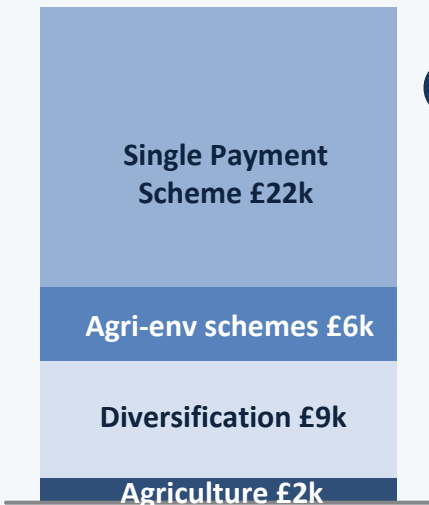 Single Payment
Scheme £22k
Agri-env schemes £6k
Diversification £9k
Agriculture £2k